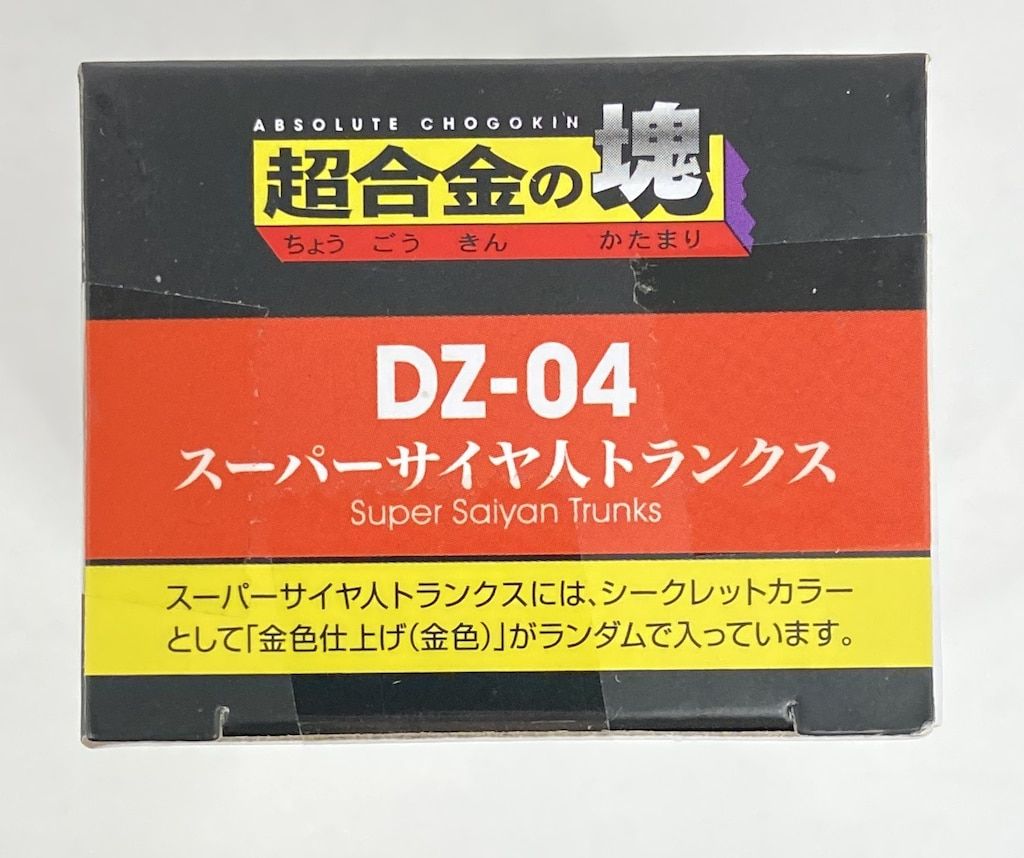 ABSOLUTE CHOGOKIN
超合金の塊
ちょう ごう きん かたまり
DZ-04
スーパーサイヤ人トランクス
Super Saiyan Trunks
スーパーサイヤ人トランクスには、シークレットカラー
として「金色仕上げ(金色)」がランダムで入っています。